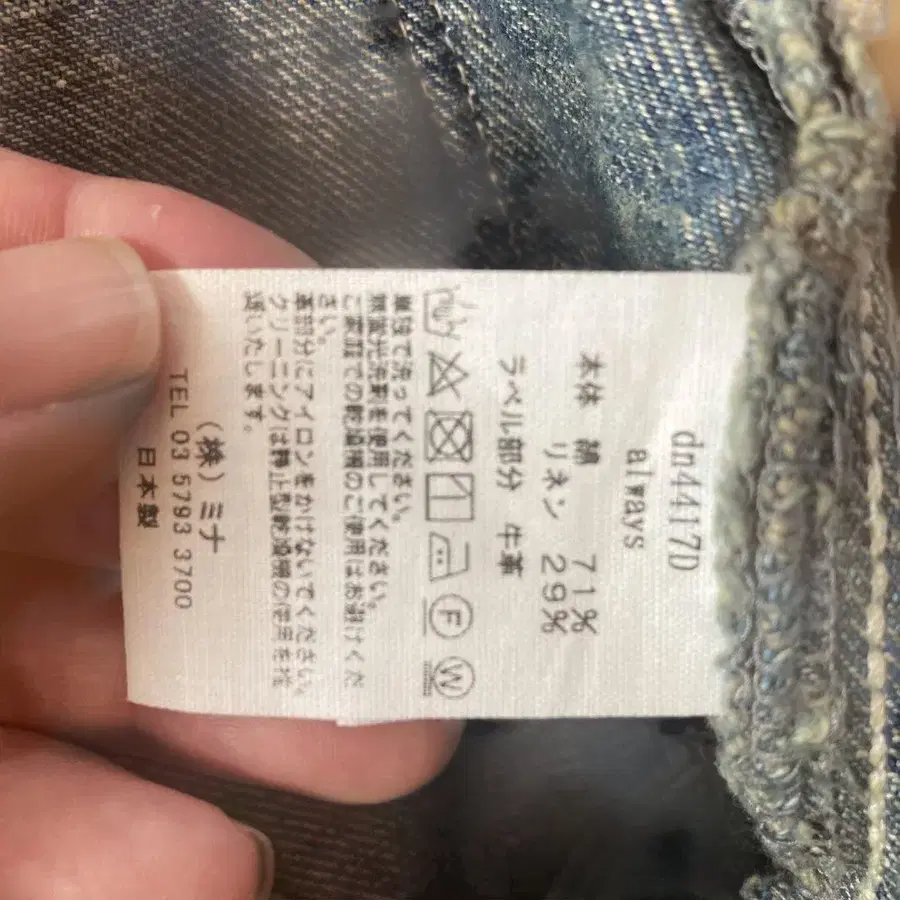 dn4417D
always
本体 綿 71%
リネン 29%
ラベル部分 牛革
F
W
単独で洗ってください。
無蛍光洗剤を使用してください。
ご家庭での乾燥機のご使用はお避けくだ
さい。
革部分にアイロンをかけないでください。
クリーニングは静止型乾燥機の使用をお
願いたします。
(株)ミナ
TEL 03 5793 3700
日本製